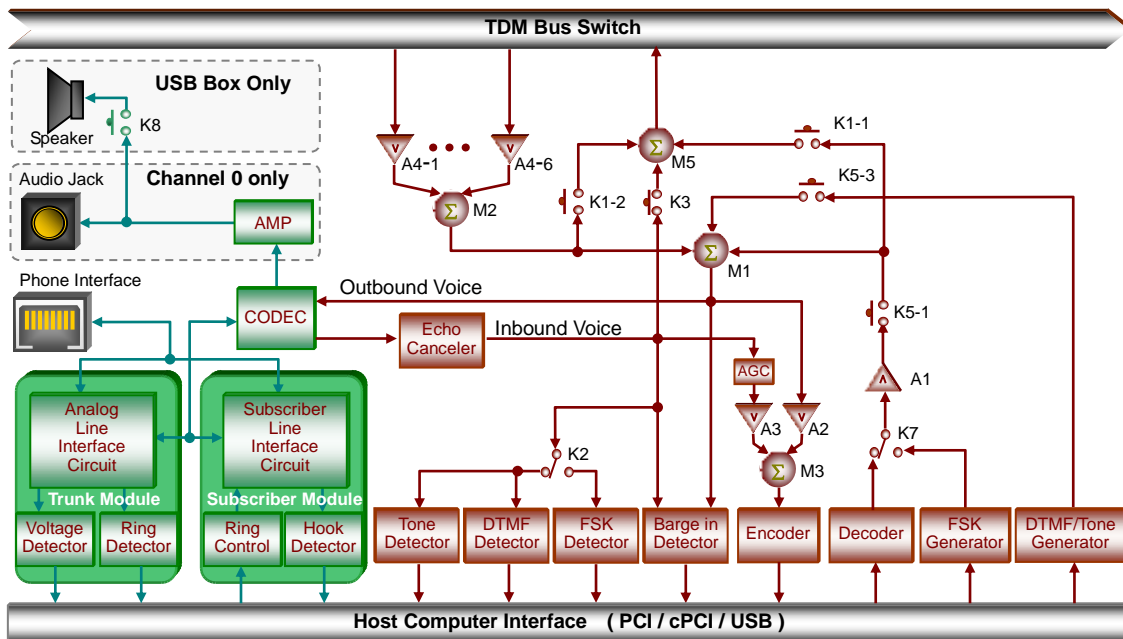 TDM Bus Switch
USB Box Only
Speaker
K8
Audio Jack
Channel 0 only
AMP
A4-1
A4-6
M2
K1-2
K3
M5
K1-1
K5-3
M1
Phone Interface
CODEC
Outbound Voice
Inbound Voice
Echo
Canceler
K5-1
AGC
A1
A3
A2
K7
K2
M3
Analog
Line
Interface
Circuit
Subscriber
Line
Interface
Circuit
Trunk Module
Subscriber Module
Voltage
Detector
Ring
Detector
Ring
Control
Hook
Detector
Tone
Detector
DTMF
Detector
FSK
Detector
Barge in
Detector
Encoder
Decoder
FSK
Generator
DTMF/Tone
Generator
Σ
Σ
Σ
Σ
v
v
v
v
v
Host Computer Interface ( PCI / cPCI / USB )